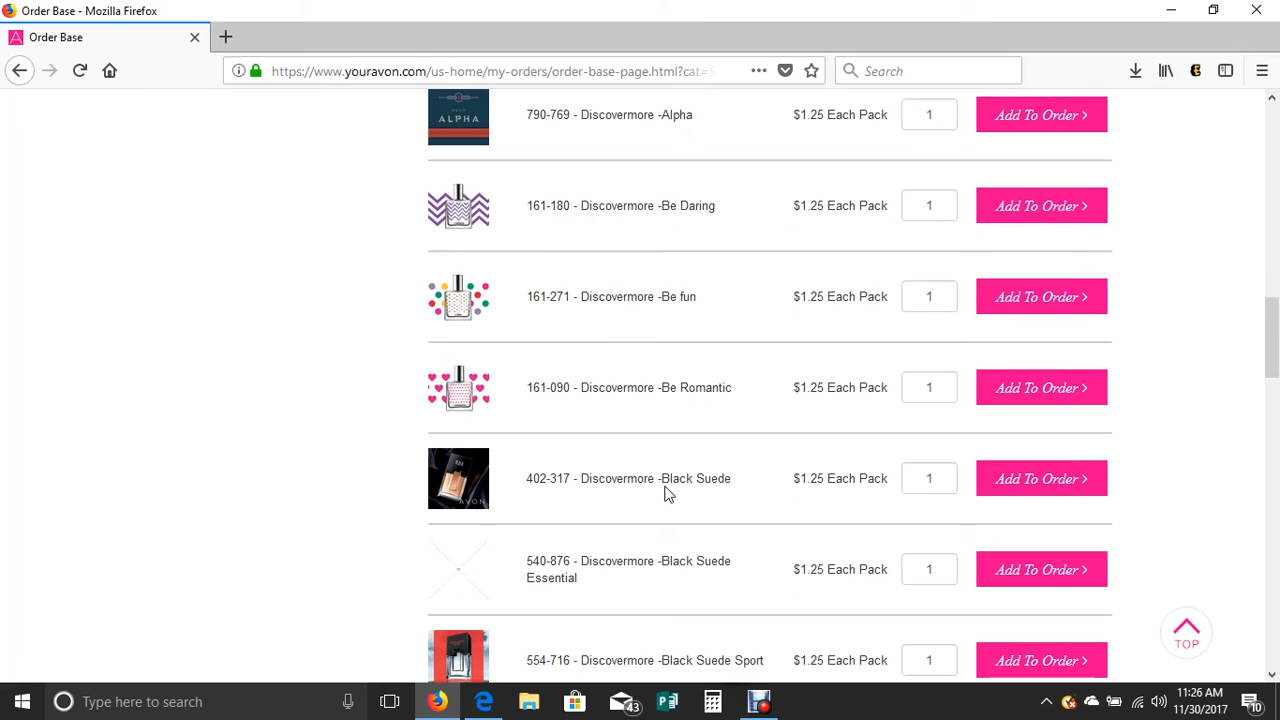 Order Base - Mozilla Firefox
Order Base
https://www.youravon.com/us-home/my-orders/order-base-page.html?cat=
Search
AVON
ALPHA
790-769 - Discovermore -Alpha
$1.25 Each Pack
1
Add To Order >
161-180 - Discovermore -Be Daring
$1.25 Each Pack
1
Add To Order >
161-271 - Discovermore -Be fun
$1.25 Each Pack
1
Add To Order >
161-090 - Discovermore -Be Romantic
$1.25 Each Pack
1
Add To Order >
AVON
402-317 - Discovermore -Black Suede
$1.25 Each Pack
1
Add To Order >
540-876 - Discovermore -Black Suede
Essential
$1.25 Each Pack
1
Add To Order >
554-716 - Discovermore -Black Suede Sport
$1.25 Each Pack
1
Add To Order >
TOP
Type here to search
43
11:26 AM
11/30/2017
10